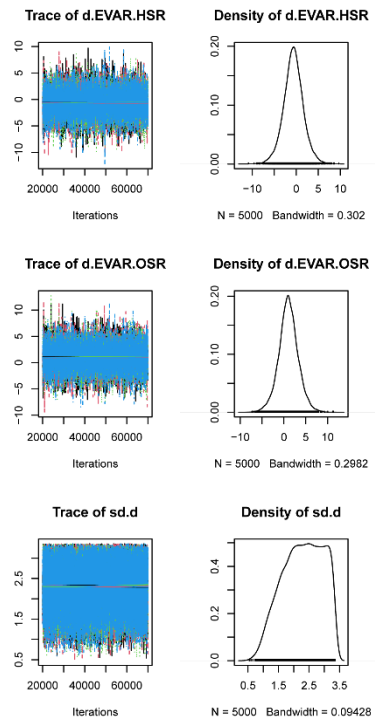 Trace of d.EVAR.HSR
Density of d.EVAR.HSR
10
5
0
-5
-10
20000 40000 60000
Iterations
0.20
0.10
0.00
-10 -5 0 5 10
N = 5000 Bandwidth = 0.302
Trace of d.EVAR.OSR
Density of d.EVAR.OSR
10
5
0
-5
-10
20000 40000 60000
Iterations
0.20
0.10
0.00
-10 0 5 10
N = 5000 Bandwidth = 0.2982
Trace of sd.d
Density of sd.d
2.5
1.5
0.5
20000 40000 60000
Iterations
0.4
0.2
0.0
0.5 1.5 2.5 3.5
N = 5000 Bandwidth = 0.09428